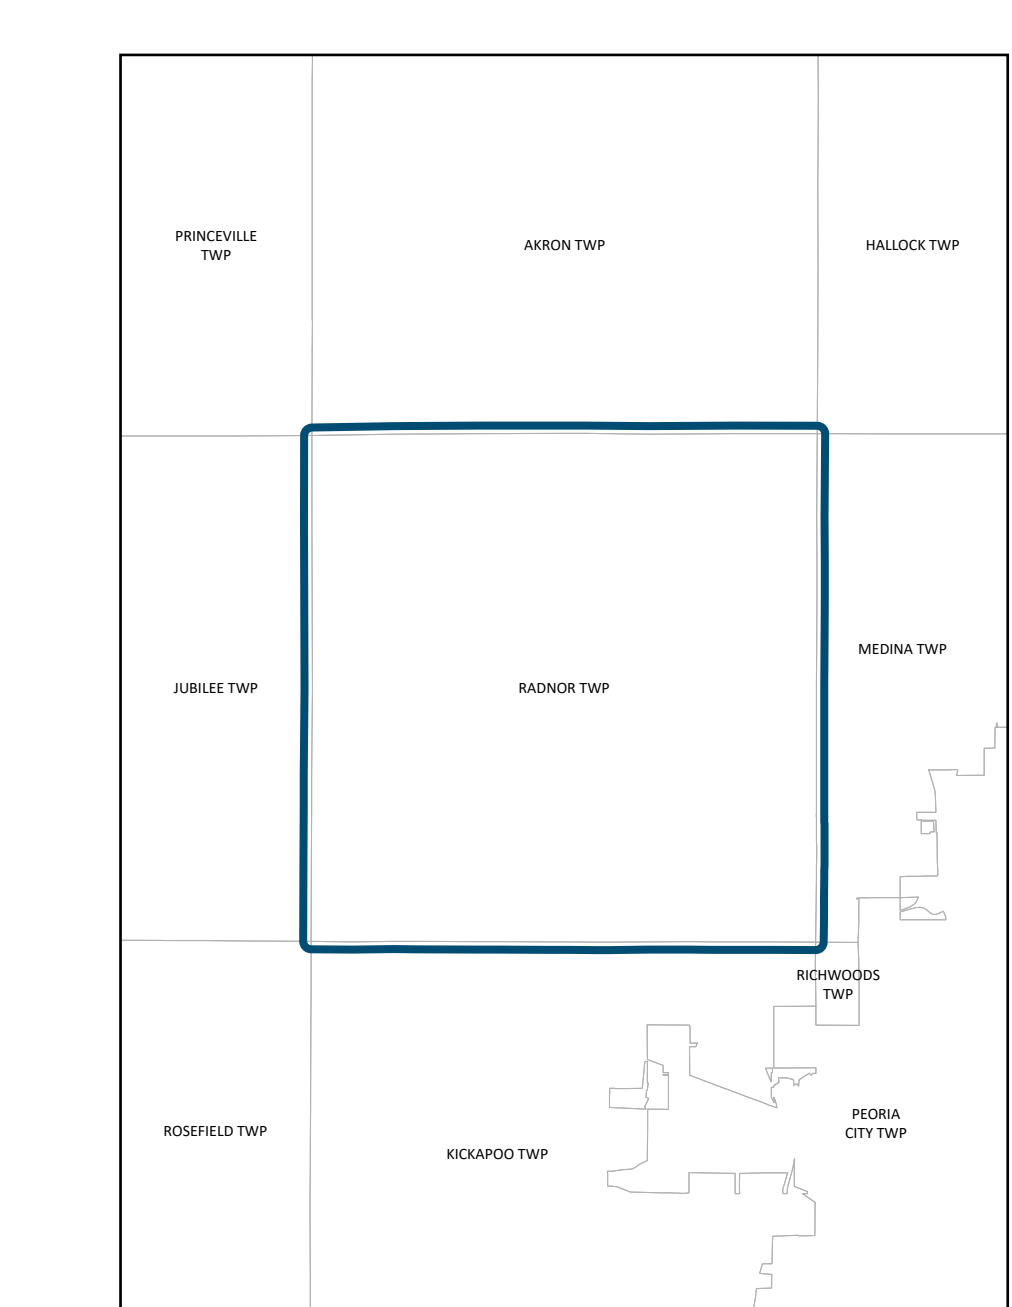 PRINCEVILLE
TWP
AKRON TWP
HALLOCK TWP
MEDINA TWP
JUBILEE TWP
RADNOR TWP
RICHWOODS
TWP
PEORIA
CITY TWP
ROSEFIELD TWP
KICKAPOO TWP